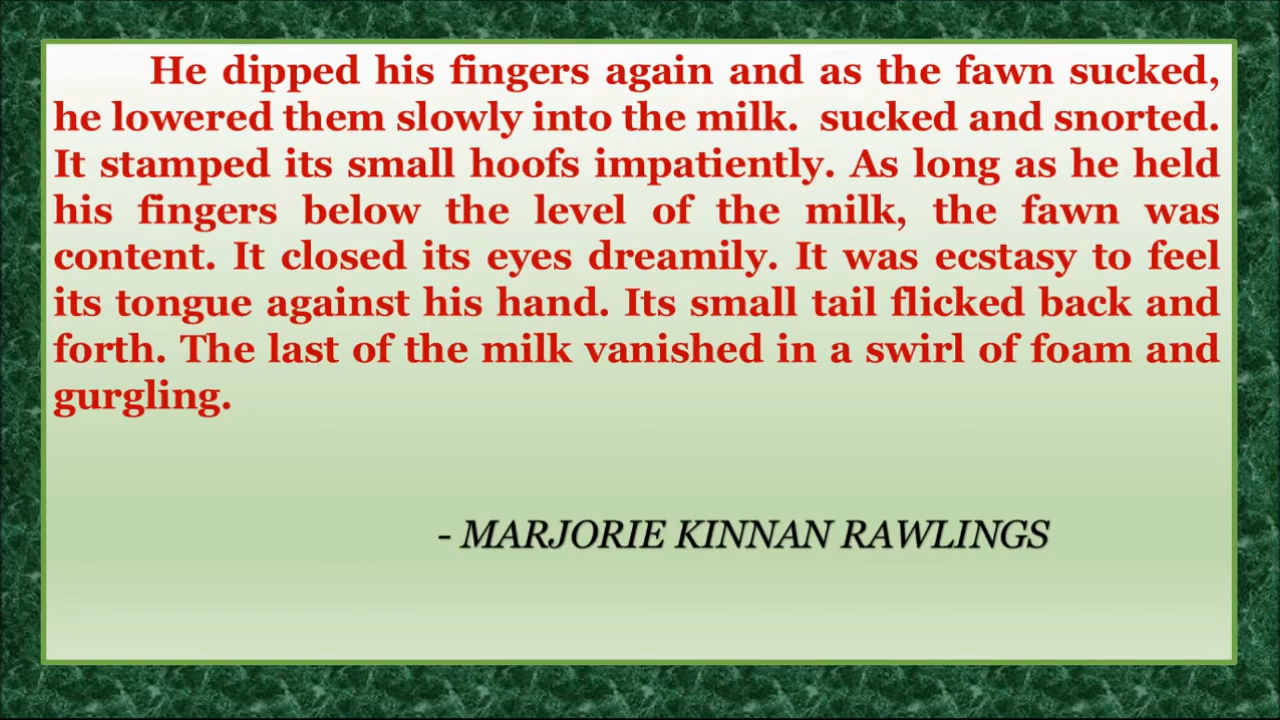 He dipped his fingers again and as the fawn sucked,
he lowered them slowly into the milk.  sucked and snorted.
It stamped its small hoofs impatiently. As long as he held
his fingers below the level of the milk, the fawn was
content. It closed its eyes dreamily. It was ecstasy to feel
its tongue against his hand. Its small tail flicked back and
forth. The last of the milk vanished in a swirl of foam and
gurgling.
- MARJORIE KINNAN RAWLINGS